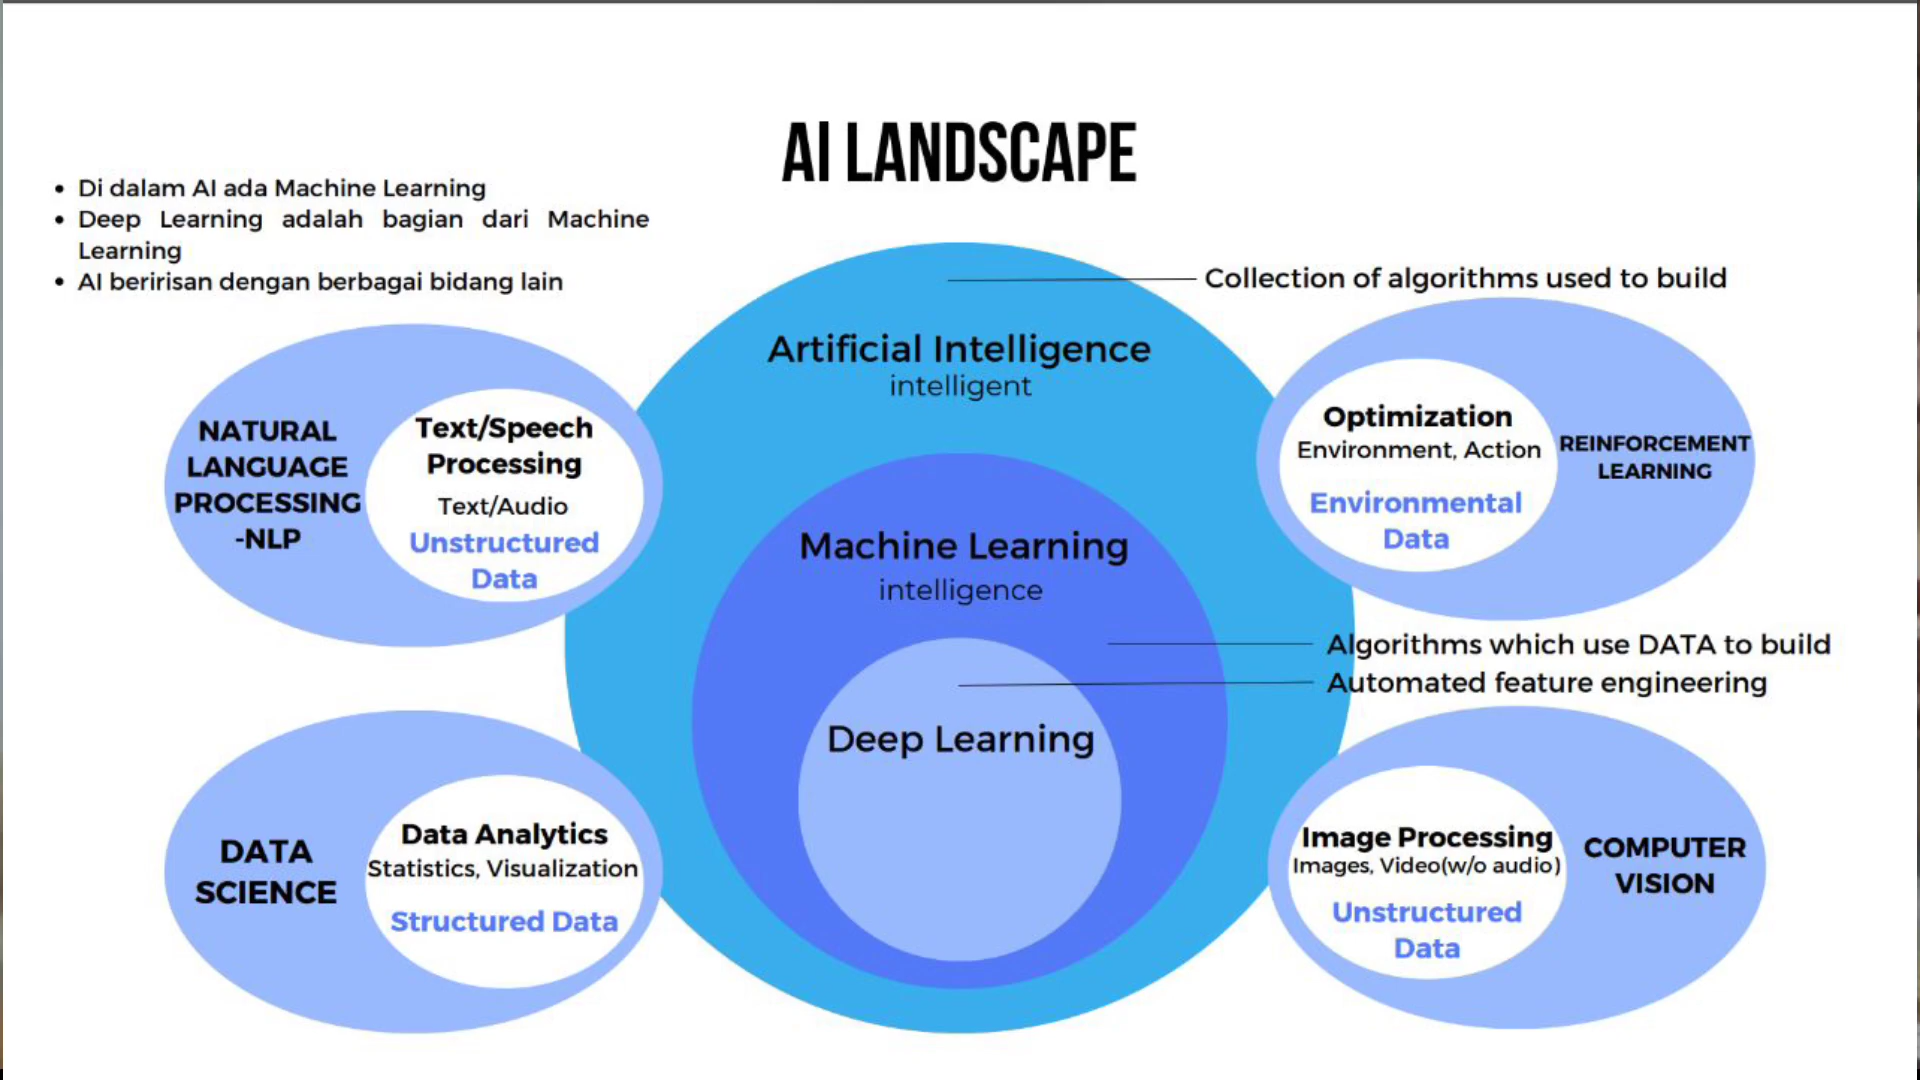 AI LANDSCAPE
• Di dalam AI ada Machine Learning
• Deep Learning adalah bagian dari Machine
Learning
• AI beririsan dengan berbagai bidang lain
Collection of algorithms used to build
Artificial Intelligence
intelligent
NATURAL
LANGUAGE
PROCESSING
-NLP
Text/Speech
Processing
Text/Audio
Unstructured
Data
Optimization
Environment, Action
Environmental
Data
REINFORCEMENT
LEARNING
Machine Learning
intelligence
Algorithms which use DATA to build
Automated feature engineering
Deep Learning
DATA
SCIENCE
Data Analytics
Statistics, Visualization
Structured Data
Image Processing
Images, Video(w/o audio)
Unstructured
Data
COMPUTER
VISION